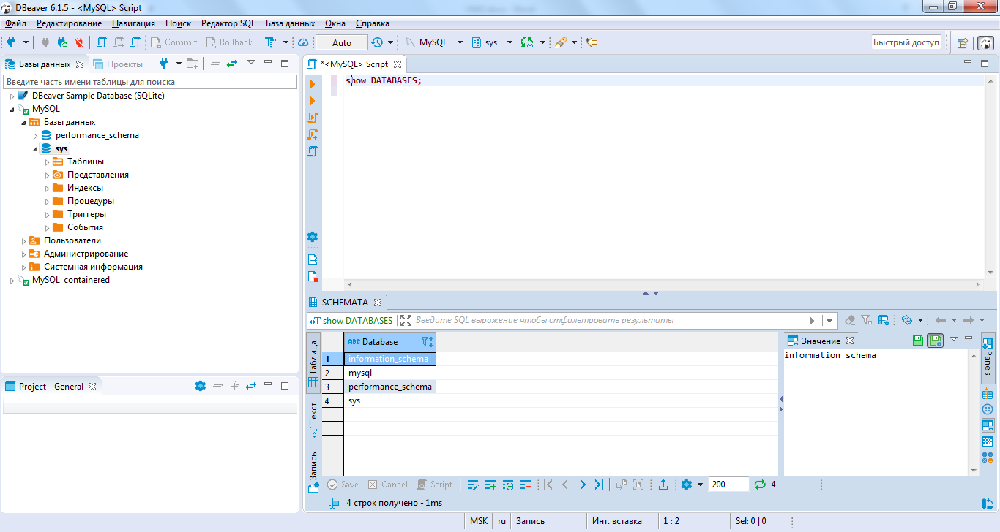 DBeaver 6.1.5 - <MySQL> Script
Файл Редактирование Навигация Поиск Редактор SQL База данных Окна Справка
Commit Rollback Auto MySQL sys Быстрый доступ
Базы данных Проекты
Введите часть имени таблицы для поиска
DBeaver Sample Database (SQLite)
MySQL
Базы данных
performance_schema
sys
Таблицы
Представления
Индексы
Процедуры
Триггеры
События
Пользователи
Администрирование
Системная информация
MySQL_containered
Project - General
*<MySQL> Script
show DATABASES;
SCHEMATA
show DATABASES Введите SQL выражение чтобы отфильтровать результаты
Таблица
Текст
Запись
ABC Database
1 information_schema
2 mysql
3 performance_schema
4 sys
Значение
information_schema
Panels
Save Cancel Script 200 4
4 строк получено - 1ms
MSK ru Запись Инт. вставка 1 : 2 Sel: 0 | 0